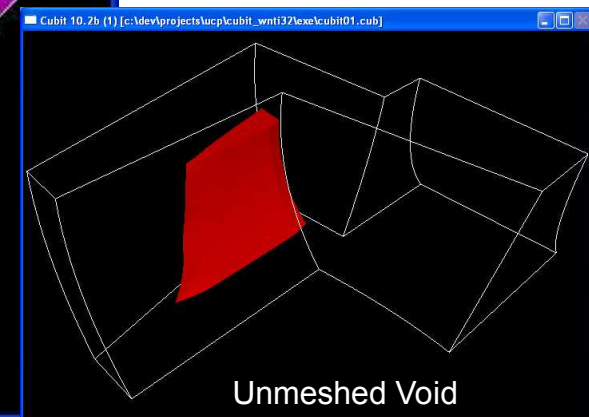 Cubit 10.2b (1) [c:\dev\projects\ucp\cubit_wnti32\exe\cubit01.cub]
Unmeshed Void